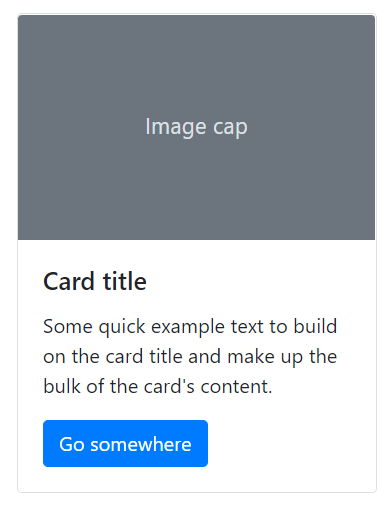 Image cap
Card title
Some quick example text to build
on the card title and make up the
bulk of the card's content.
Go somewhere